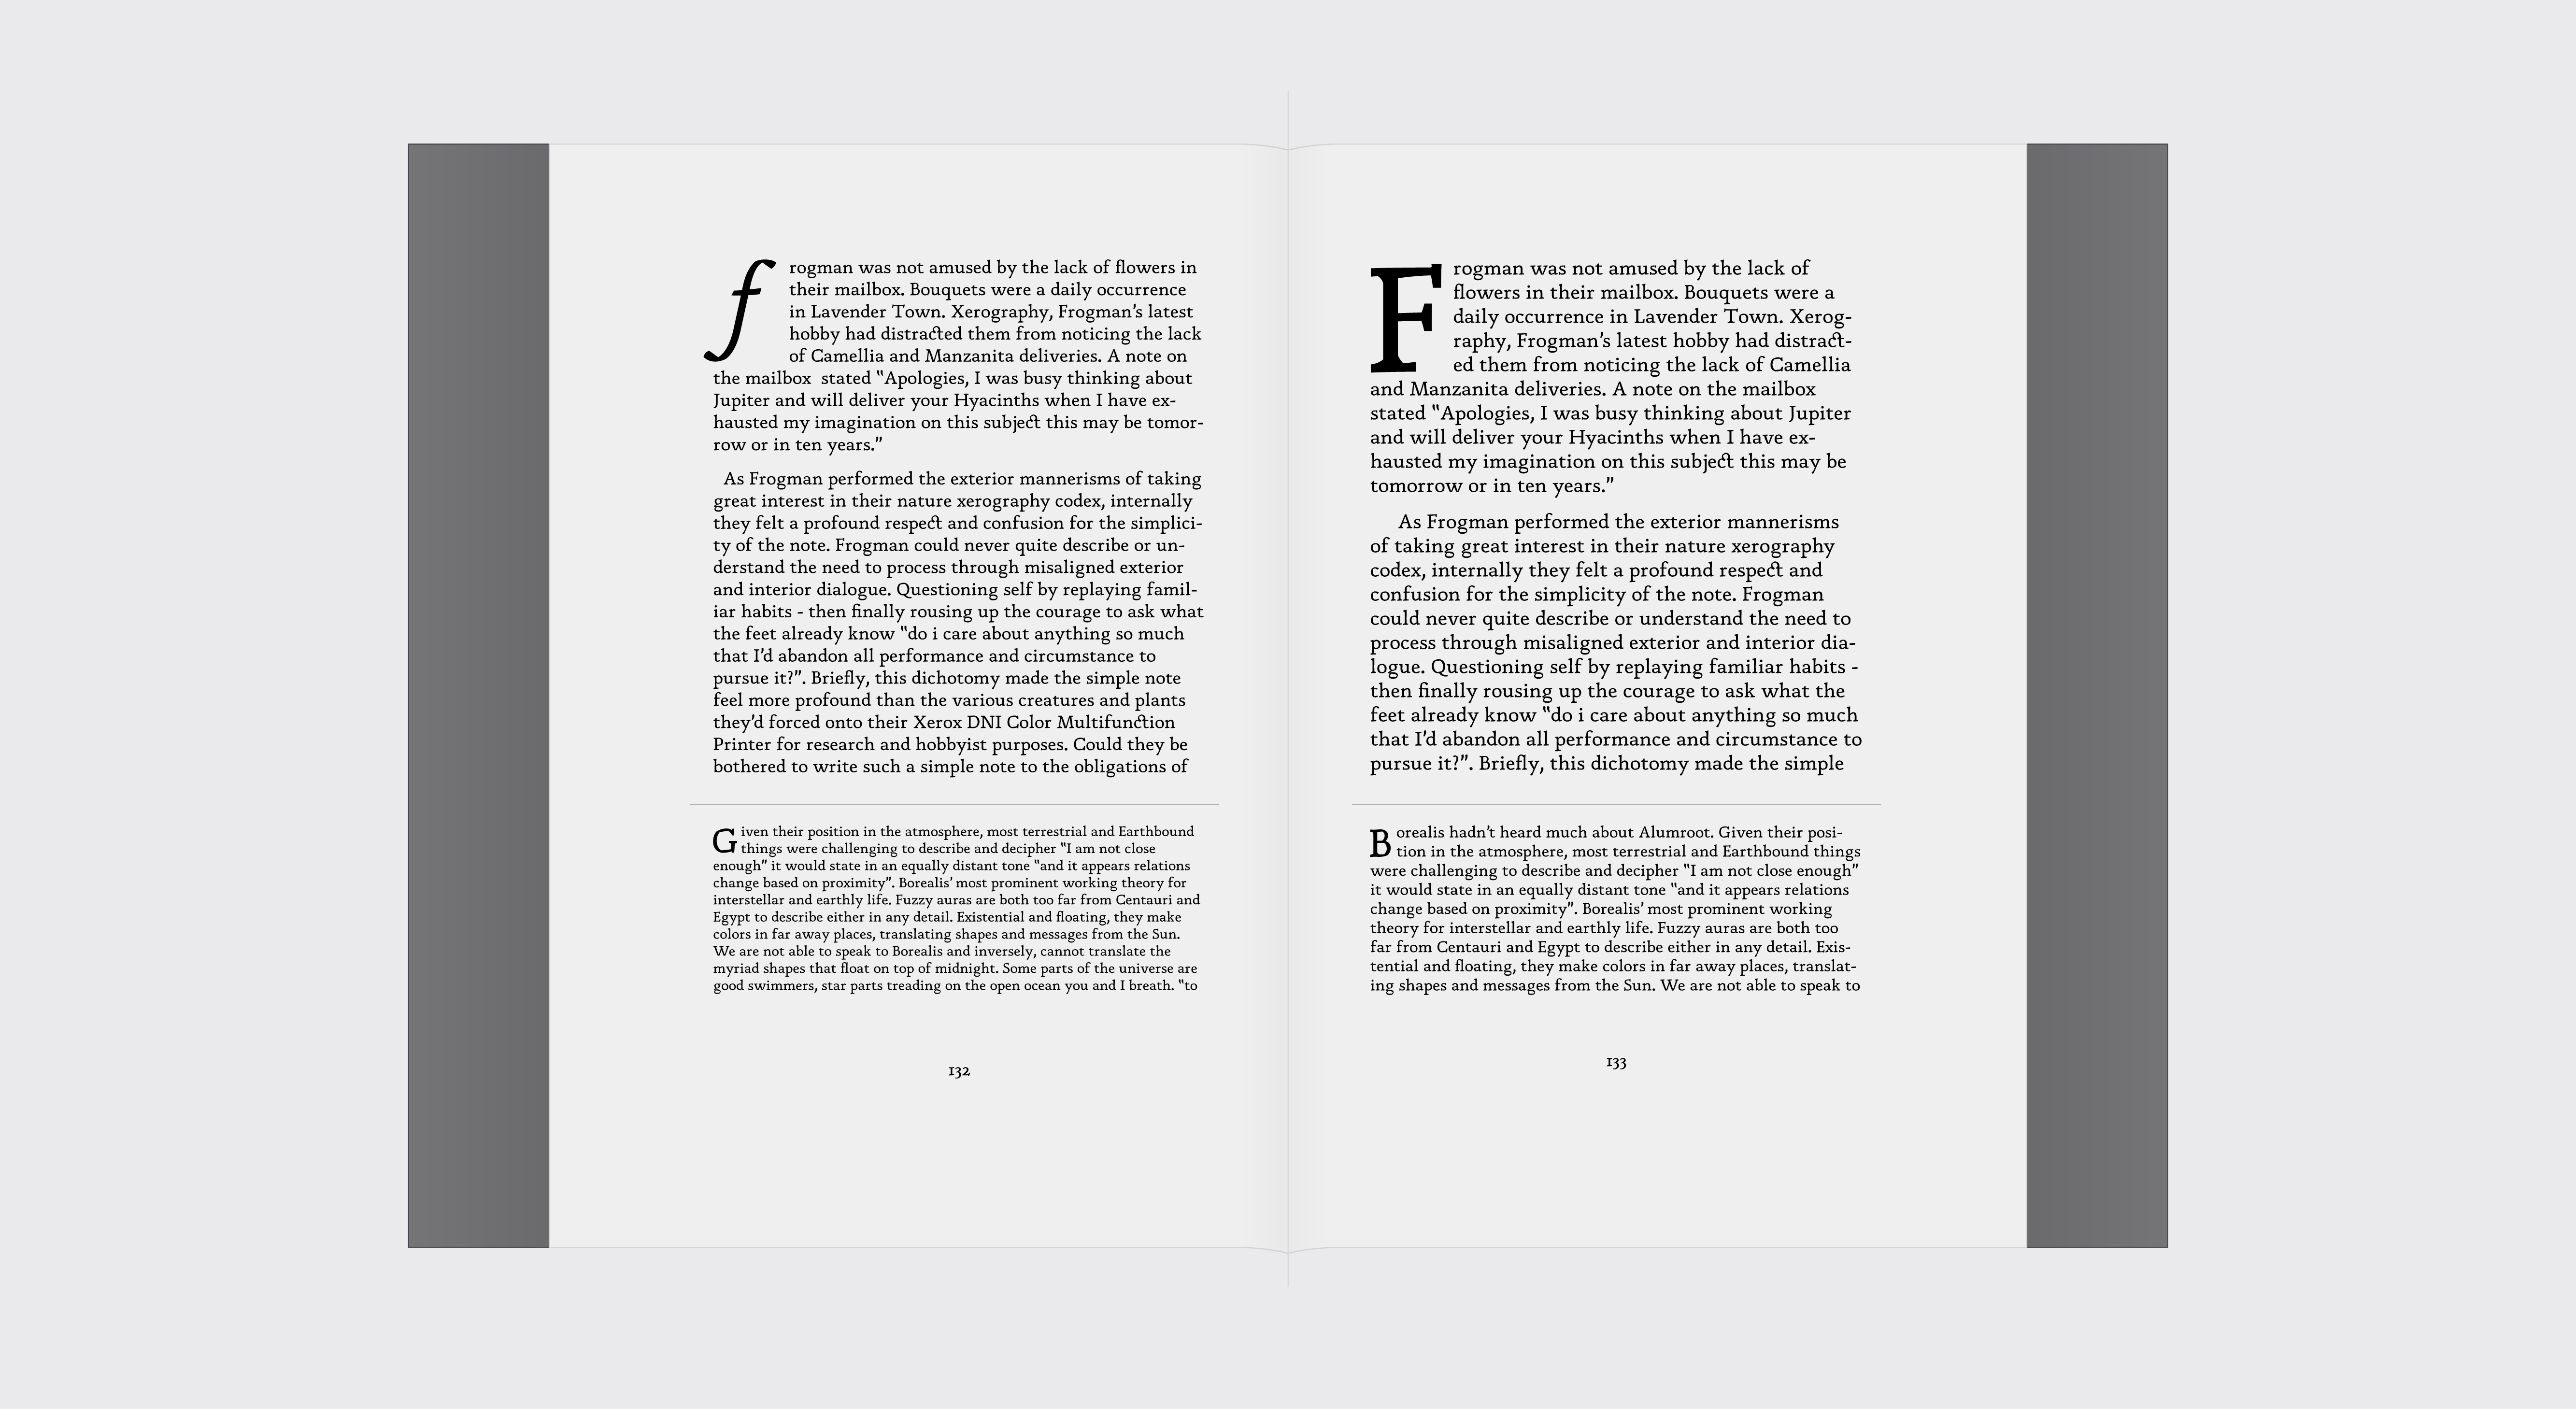 frogman was not amused by the lack of flowers in
their mailbox. Bouquets were a daily occurrence
in Lavender Town. Xerography, Frogman's latest
hobby had distracted them from noticing the lack
of Camellia and Manzanita deliveries. A note on
the mailbox  stated "Apologies, I was busy thinking about
Jupiter and will deliver your Hyacinths when I have ex-
hausted my imagination on this subject this may be tomor-
row or in ten years."
As Frogman performed the exterior mannerisms of taking
great interest in their nature xerography codex, internally
they felt a profound respect and confusion for the simplici-
ty of the note. Frogman could never quite describe or un-
derstand the need to process through misaligned exterior
and interior dialogue. Questioning self by replaying famil-
iar habits - then finally rousing up the courage to ask what
the feet already know "do i care about anything so much
that I'd abandon all performance and circumstance to
pursue it?". Briefly, this dichotomy made the simple note
feel more profound than the various creatures and plants
they'd forced onto their Xerox DNI Color Multifunction
Printer for research and hobbyist purposes. Could they be
bothered to write such a simple note to the obligations of
Given their position in the atmosphere, most terrestrial and Earthbound
things were challenging to describe and decipher "I am not close
enough" it would state in an equally distant tone "and it appears relations
change based on proximity". Borealis' most prominent working theory for
interstellar and earthly life. Fuzzy auras are both too far from Centauri and
Egypt to describe either in any detail. Existential and floating, they make
colors in far away places, translating shapes and messages from the Sun.
We are not able to speak to Borealis and inversely, cannot translate the
myriad shapes that float on top of midnight. Some parts of the universe are
good swimmers, star parts treading on the open ocean you and I breath. "to
132
Frogman was not amused by the lack of
flowers in their mailbox. Bouquets were a
daily occurrence in Lavender Town. Xerog-
raphy, Frogman's latest hobby had distract-
ed them from noticing the lack of Camellia
and Manzanita deliveries. A note on the mailbox
stated "Apologies, I was busy thinking about Jupiter
and will deliver your Hyacinths when I have ex-
hausted my imagination on this subject this may be
tomorrow or in ten years."
As Frogman performed the exterior mannerisms
of taking great interest in their nature xerography
codex, internally they felt a profound respect and
confusion for the simplicity of the note. Frogman
could never quite describe or understand the need to
process through misaligned exterior and interior dia-
logue. Questioning self by replaying familiar habits -
then finally rousing up the courage to ask what the
feet already know "do i care about anything so much
that I'd abandon all performance and circumstance to
pursue it?". Briefly, this dichotomy made the simple
Borealis hadn't heard much about Alumroot. Given their posi-
tion in the atmosphere, most terrestrial and Earthbound things
were challenging to describe and decipher "I am not close enough"
it would state in an equally distant tone "and it appears relations
change based on proximity". Borealis' most prominent working
theory for interstellar and earthly life. Fuzzy auras are both too
far from Centauri and Egypt to describe either in any detail. Exis-
tential and floating, they make colors in far away places, translat-
ing shapes and messages from the Sun. We are not able to speak to
133